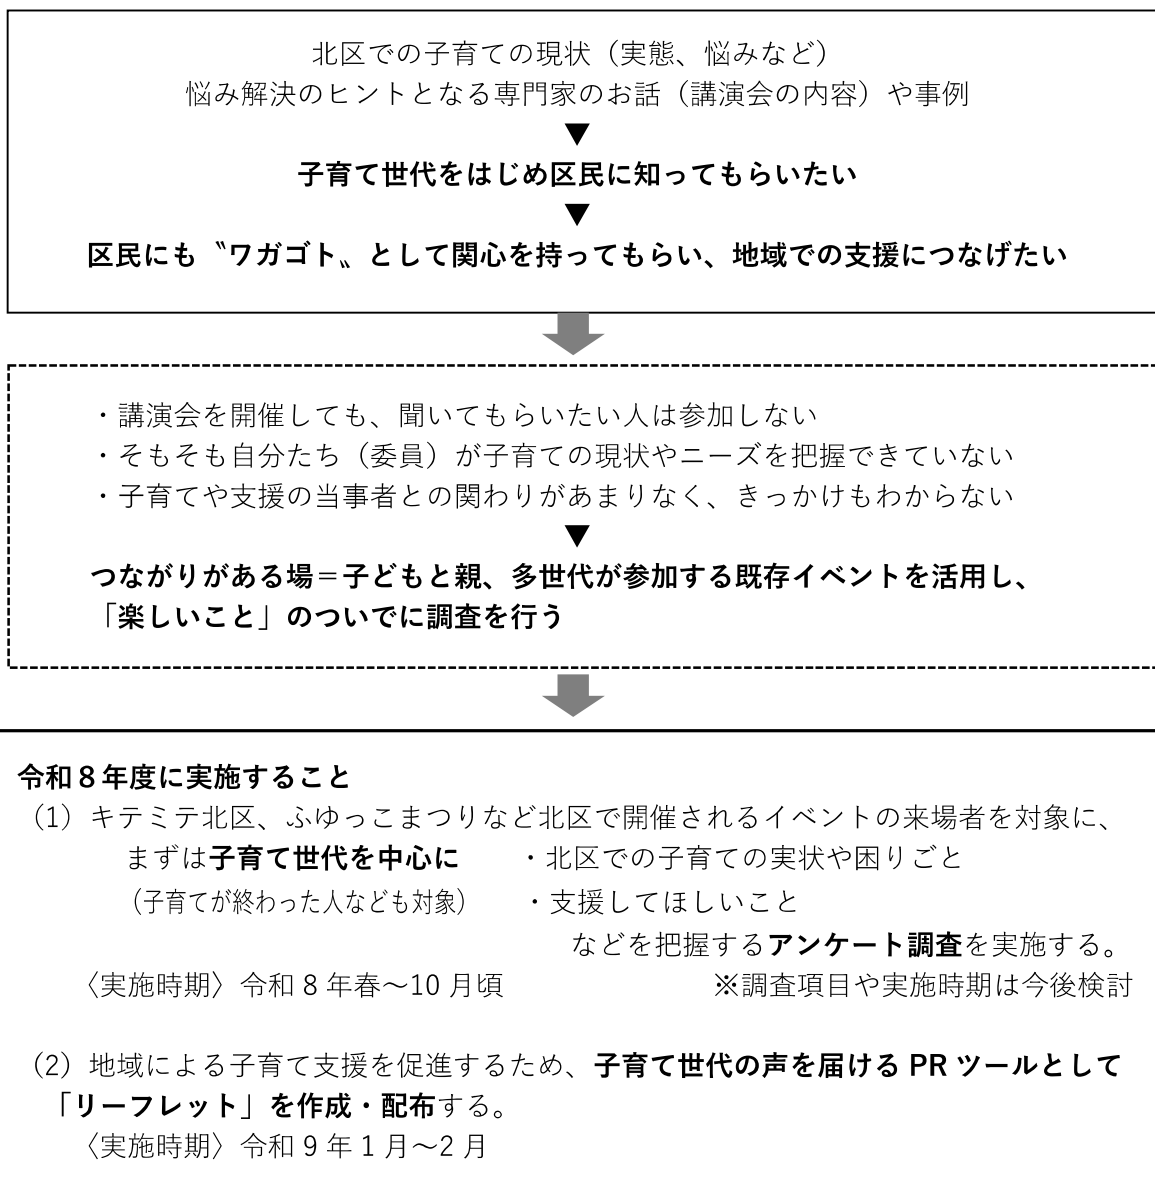 北区での子育ての現状（実態、悩みなど）
悩み解決のヒントとなる専門家のお話（講演会の内容）や事例
▼
子育て世代をはじめ区民に知ってもらいたい
▼
区民にも〝ワガゴト〟として関心を持ってもらい、地域での支援につなげたい
・講演会を開催しても、聞いてもらいたい人は参加しない
・そもそも自分たち（委員）が子育ての現状やニーズを把握できていない
・子育てや支援の当事者との関わりがあまりなく、きっかけもわからない
▼
つながりがある場＝子どもと親、多世代が参加する既存イベントを活用し、
「楽しいこと」のついでに調査を行う
令和８年度に実施すること
（1）キテミテ北区、ふゆっこまつりなど北区で開催されるイベントの来場者を対象に、
まずは子育て世代を中心に　・北区での子育ての実状や困りごと
（子育てが終わった人なども対象）　・支援してほしいこと
などを把握するアンケート調査を実施する。
〈実施時期〉令和 8 年春～10 月頃　※調査項目や実施時期は今後検討
（2）地域による子育て支援を促進するため、子育て世代の声を届ける PR ツールとして
「リーフレット」を作成・配布する。
〈実施時期〉令和 9 年 1 月～2 月